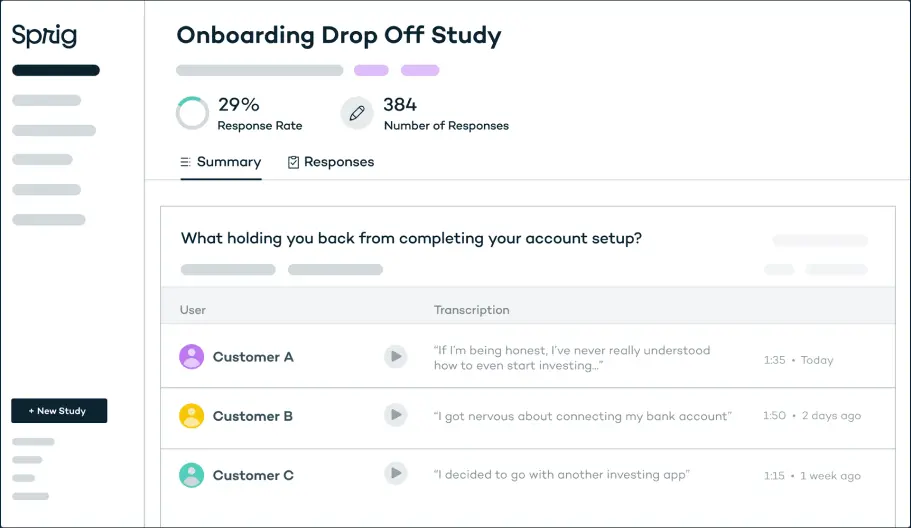 Sprig
Onboarding Drop Off Study
29%
Response Rate
384
Number of Responses
Summary
Responses
What holding you back from completing your account setup?
User
Transcription
Customer A
“If I’m being honest, I’ve never really understood
how to even start investing...”
1:35 • Today
Customer B
“I got nervous about connecting my bank account”
1:50 • 2 days ago
Customer C
“I decided to go with another investing app”
1:15 • 1 week ago
+ New Study